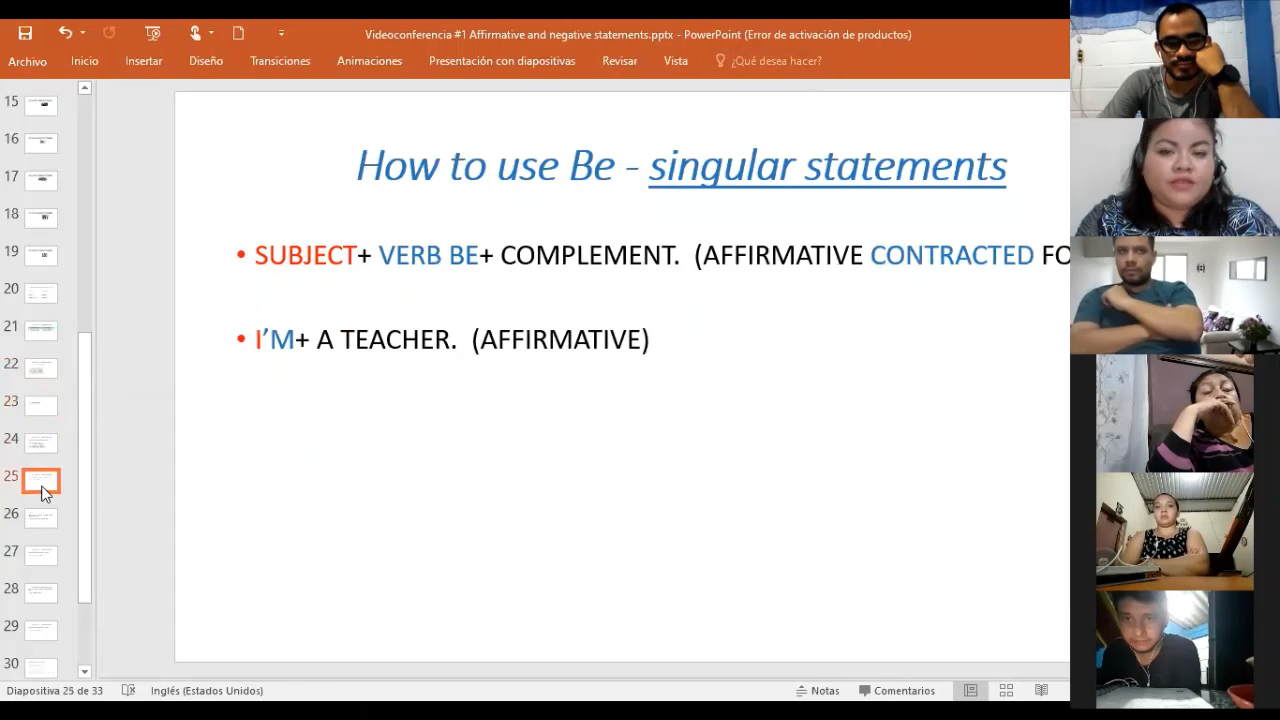 Videoconferencia #1 Affirmative and negative statements.pptx - PowerPoint (Error de activación de productos)
Archivo Inicio Insertar Diseño Transiciones Animaciones Presentación con diapositivas Revisar Vista ¿Qué desea hacer?
15
16
17
18
19
20
21
22
23
24
25
26
27
28
29
30
How to use Be - singular statements
• SUBJECT+ VERB BE+ COMPLEMENT. (AFFIRMATIVE CONTRACTED FO
• I'M+ A TEACHER. (AFFIRMATIVE)
Diapositiva 25 de 33 Inglés (Estados Unidos) Notas Comentarios